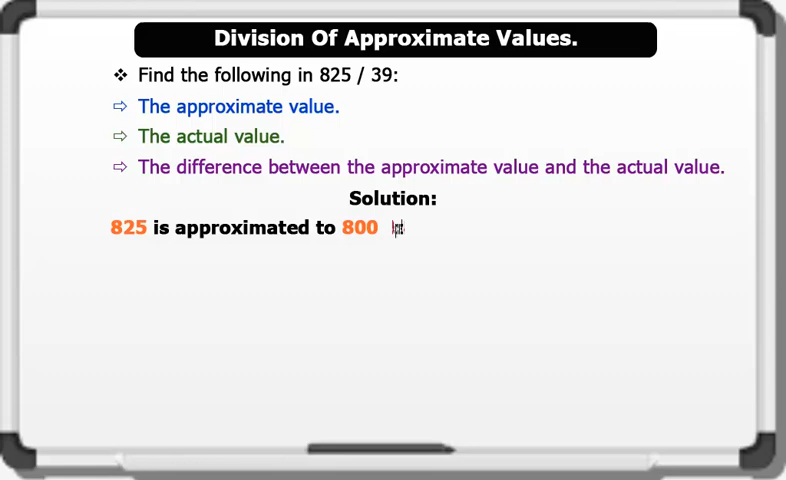 Division Of Approximate Values.
❖ Find the following in 825 / 39:
⇨ The approximate value.
⇨ The actual value.
⇨ The difference between the approximate value and the actual value.
Solution:
825 is approximated to 800